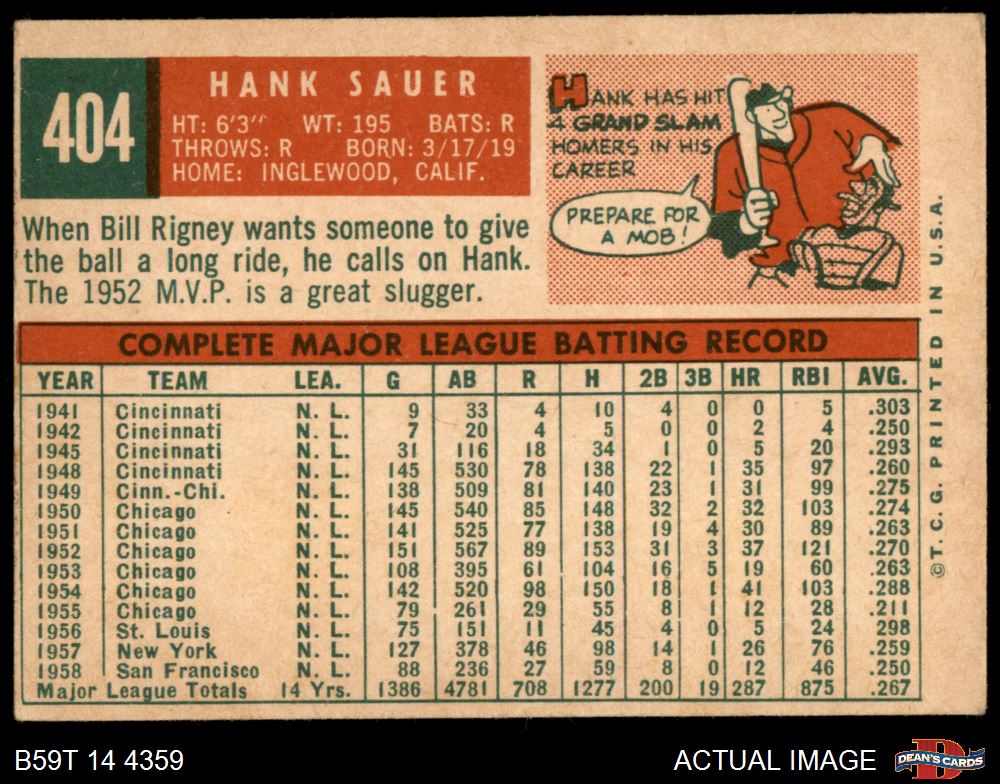 404
HANK SAUER
HT: 6'3" WT: 195 BATS: R
THROWS: R BORN: 3/17/19
HOME: INGLEWOOD, CALIF.
When Bill Rigney wants someone to give
the ball a long ride, he calls on Hank.
The 1952 M.V.P. is a great slugger.
HANK HAS HIT
4 GRAND SLAM
HOMERS IN HIS
CAREER
PREPARE FOR
A MOB!
COMPLETE MAJOR LEAGUE BATTING RECORD
YEAR TEAM LEA. G AB R H 2B 3B HR RBI AVG.
1941 Cincinnati N. L. 9 33 4 10 4 0 0 5 .303
1942 Cincinnati N. L. 7 20 4 5 0 0 2 4 .250
1945 Cincinnati N. L. 31 116 18 34 1 0 5 20 .293
1948 Cincinnati N. L. 145 530 78 138 22 1 35 97 .260
1949 Cinn.-Chi. N. L. 138 509 81 140 23 1 31 99 .275
1950 Chicago N. L. 145 540 85 148 32 2 32 103 .274
1951 Chicago N. L. 141 525 77 138 19 4 30 89 .263
1952 Chicago N. L. 151 567 89 153 31 3 37 121 .270
1953 Chicago N. L. 108 395 61 104 16 5 19 60 .263
1954 Chicago N. L. 142 520 98 150 18 1 41 103 .288
1955 Chicago N. L. 79 261 29 55 8 1 12 28 .211
1956 St. Louis N. L. 75 151 11 45 4 0 5 24 .298
1957 New York N. L. 127 378 46 98 14 1 26 76 .259
1958 San Francisco N. L. 88 236 27 59 8 0 12 46 .250
Major League Totals 14 Yrs. 1386 4781 708 1277 200 19 287 875 .267
©T.C.G. PRINTED IN U.S.A.
B59T 14 4359
ACTUAL IMAGE
D
DEAN'S CARDS